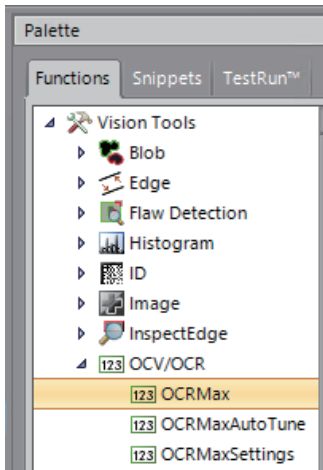 Palette
Functions Snippets TestRun™
Vision Tools
Blob
Edge
Flaw Detection
Histogram
ID
Image
InspectEdge
123 OCV/OCR
123 OCRMax
123 OCRMaxAutoTune
123 OCRMaxSettings